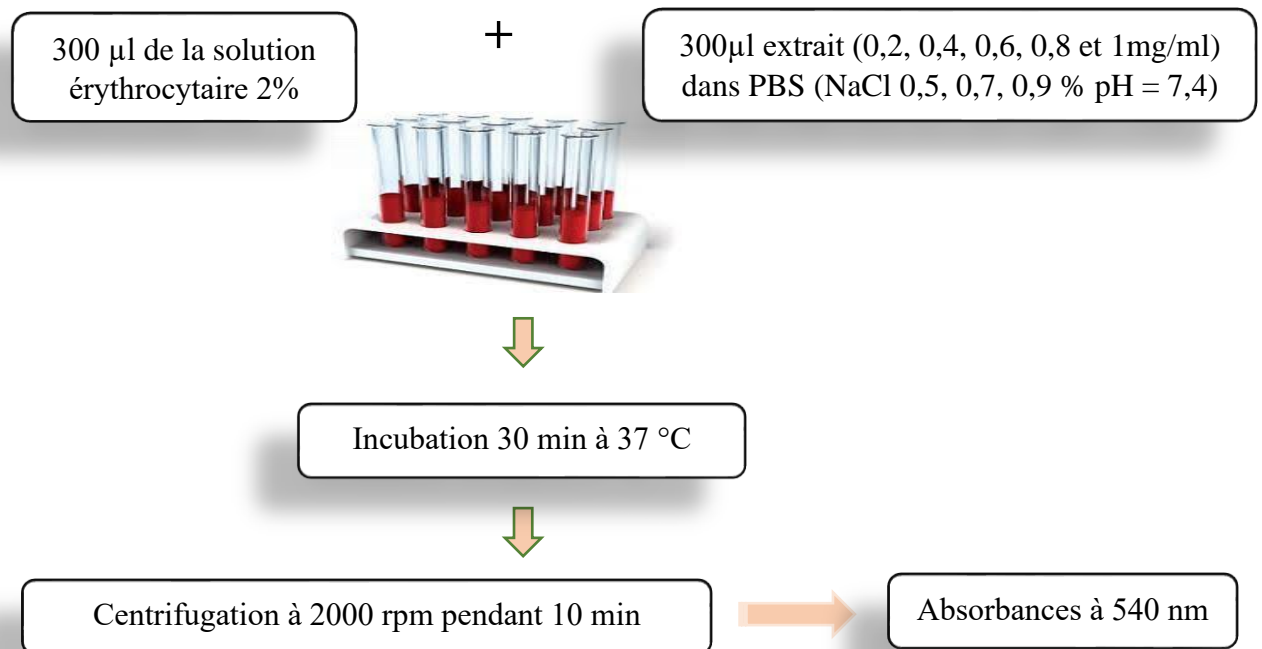 300 µl de la solution
érythrocytaire 2%
+
300µl extrait (0,2, 0,4, 0,6, 0,8 et 1mg/ml)
dans PBS (NaCl 0,5, 0,7, 0,9 % pH = 7,4)
Incubation 30 min à 37 °C
Centrifugation à 2000 rpm pendant 10 min
Absorbances à 540 nm